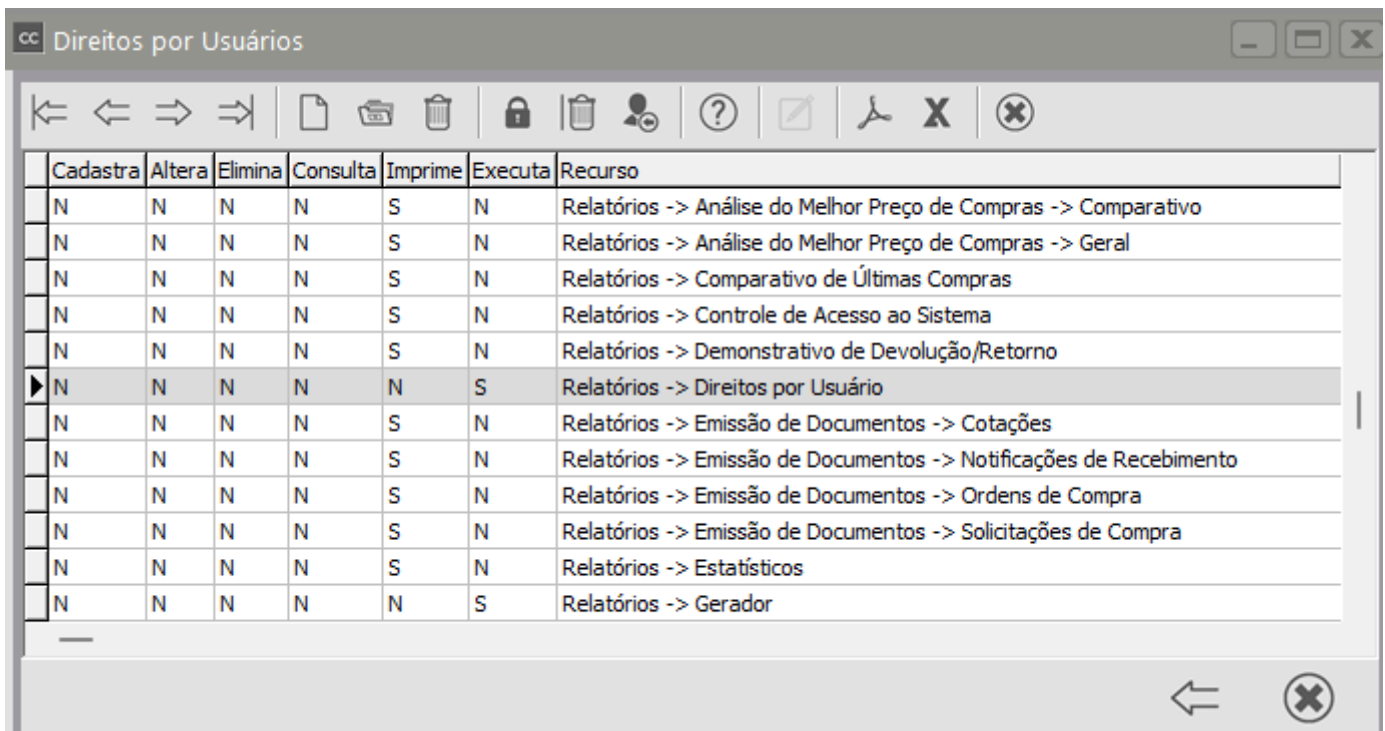 cc Direitos por Usuários
Cadastra Altera Elimina Consulta Imprime Executa Recurso
N N N N S N Relatórios -> Análise do Melhor Preço de Compras -> Comparativo
N N N N S N Relatórios -> Análise do Melhor Preço de Compras -> Geral
N N N N S N Relatórios -> Comparativo de Últimas Compras
N N N N S N Relatórios -> Controle de Acesso ao Sistema
N N N N S N Relatórios -> Demonstrativo de Devolução/Retorno
N N N N N S Relatórios -> Direitos por Usuário
N N N N S N Relatórios -> Emissão de Documentos -> Cotações
N N N N S N Relatórios -> Emissão de Documentos -> Notificações de Recebimento
N N N N S N Relatórios -> Emissão de Documentos -> Ordens de Compra
N N N N S N Relatórios -> Emissão de Documentos -> Solicitações de Compra
N N N N S N Relatórios -> Estatísticos
N N N N N S Relatórios -> Gerador